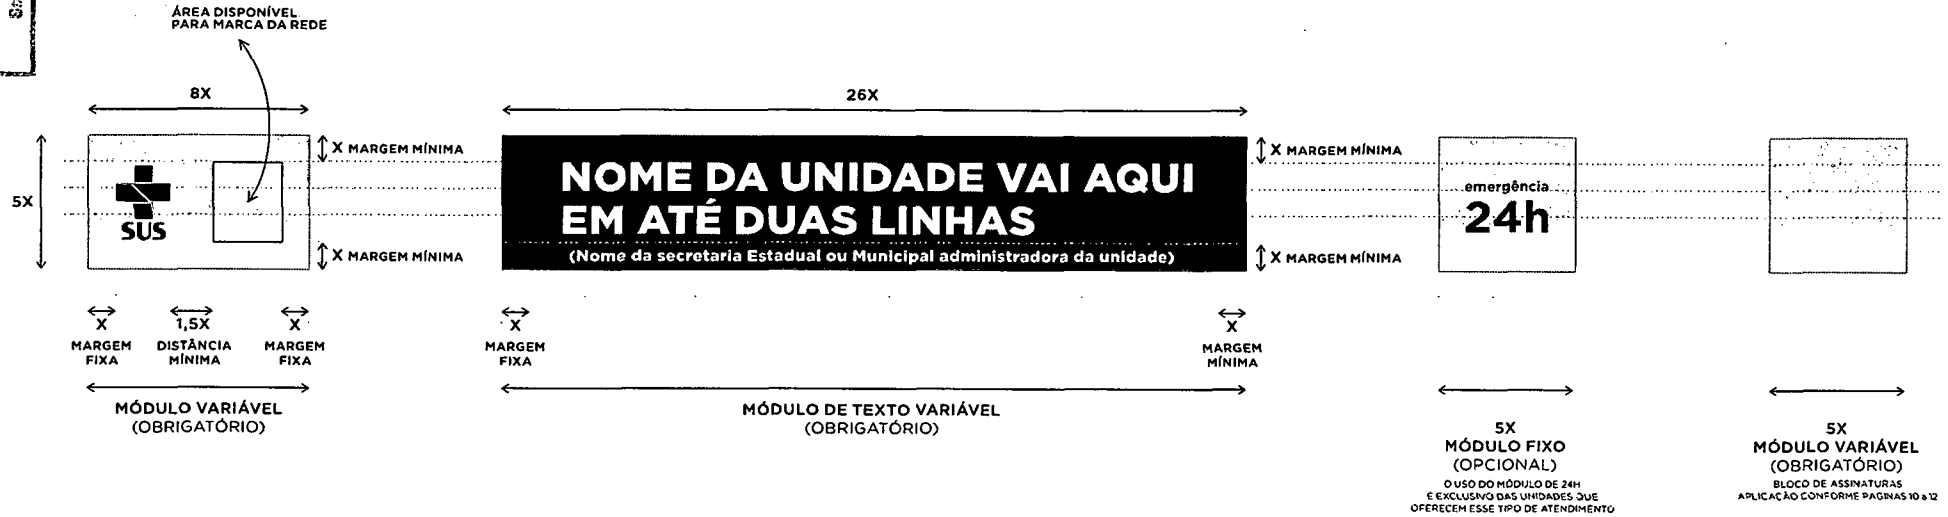 ÁREA DISPONÍVEL
PARA MARCA DA REDE
8X
26X
5X
X MARGEM MÍNIMA
X MARGEM MÍNIMA
SUS
X MARGEM MÍNIMA
X MARGEM MÍNIMA
NOME DA UNIDADE VAI AQUI
EM ATÉ DUAS LINHAS
(Nome da secretaria Estadual ou Municipal administradora da unidade)
emergência
24h
X
MARGEM
FIXA
1,5X
DISTÂNCIA
MÍNIMA
X
MARGEM
FIXA
X
MARGEM
FIXA
X
MARGEM
MÍNIMA
MÓDULO VARIÁVEL
(OBRIGATÓRIO)
MÓDULO DE TEXTO VARIÁVEL
(OBRIGATÓRIO)
5X
MÓDULO FIXO
(OPCIONAL)
O USO DO MÓDULO DE 24H
É EXCLUSIVO DAS UNIDADES QUE
OFERECEM ESSE TIPO DE ATENDIMENTO
5X
MÓDULO VARIÁVEL
(OBRIGATÓRIO)
BLOCO DE ASSINATURAS
APLICAÇÃO CONFORME PAGINAS 10 a 12